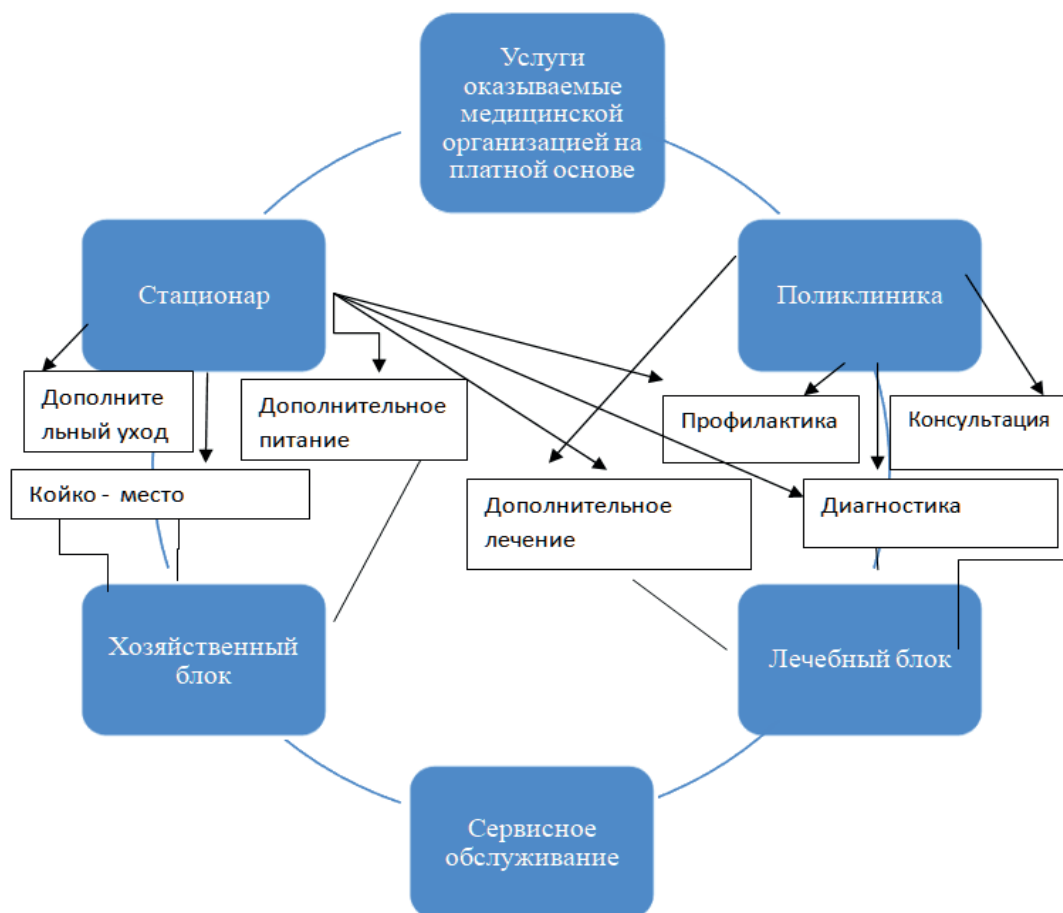 Услуги
оказываемые
медицинской
организацией на
платной основе
Стационар
Поликлиника
Дополните
льный уход
Дополнительное
питание
Профилактика
Консультация
Койко - место
Дополнительное
лечение
Диагностика
Хозяйственный
блок
Лечебный блок
Сервисное
обслуживание